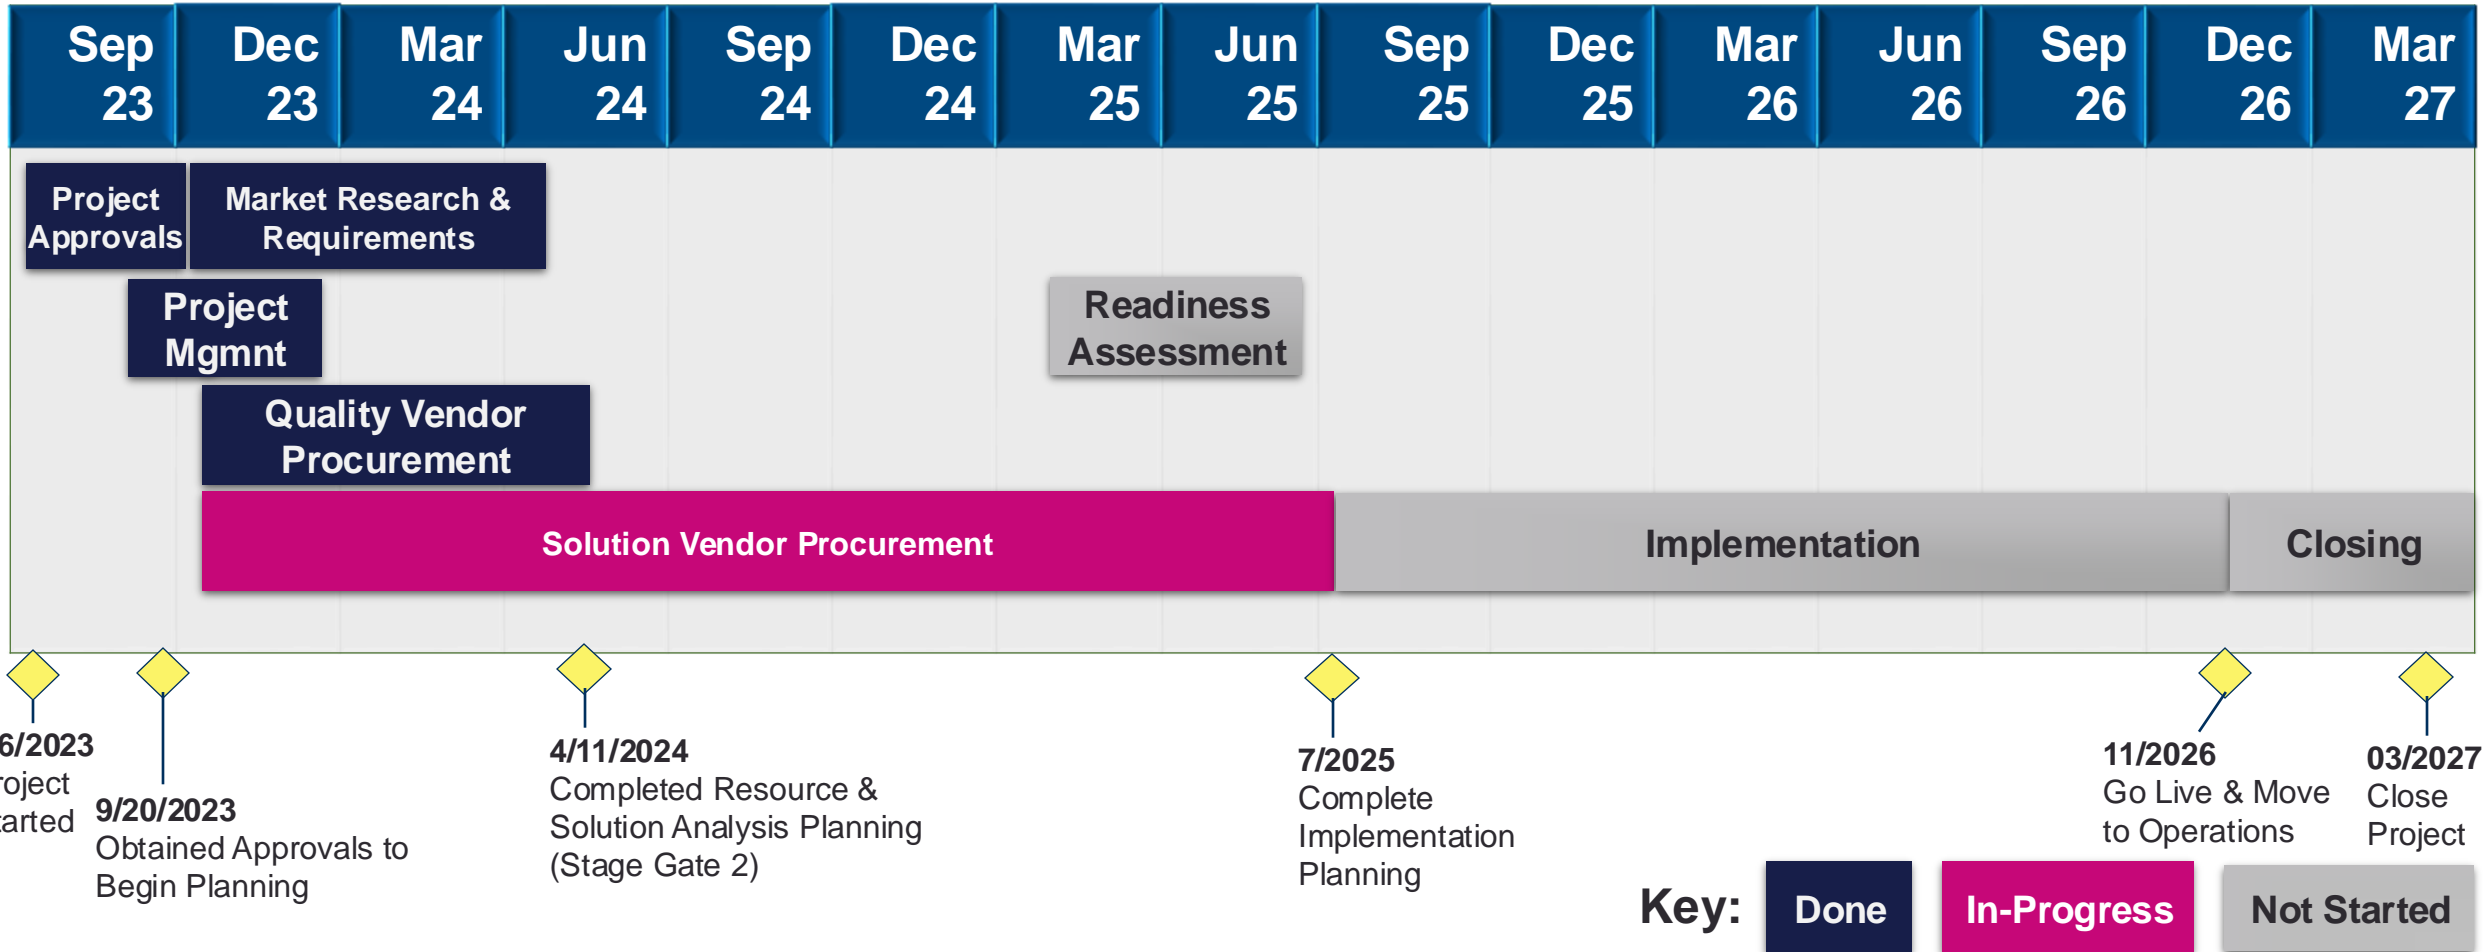 Sep Dec Mar Jun Sep Dec Mar Jun Sep Dec Mar Jun Sep Dec Mar
23 23 24 24 24 24 25 25 25 25 26 26 26 26 27
Project
Approvals
Market Research &
Requirements
Project
Mgmnt
Readiness
Assessment
Quality Vendor
Procurement
Solution Vendor Procurement
Implementation
Closing
6/2023
roject
tarted
9/20/2023
Obtained Approvals to
Begin Planning
4/11/2024
Completed Resource &
Solution Analysis Planning
(Stage Gate 2)
7/2025
Complete
Implementation
Planning
11/2026
Go Live & Move
to Operations
03/2027
Close
Project
Key:
Done
In-Progress
Not Started